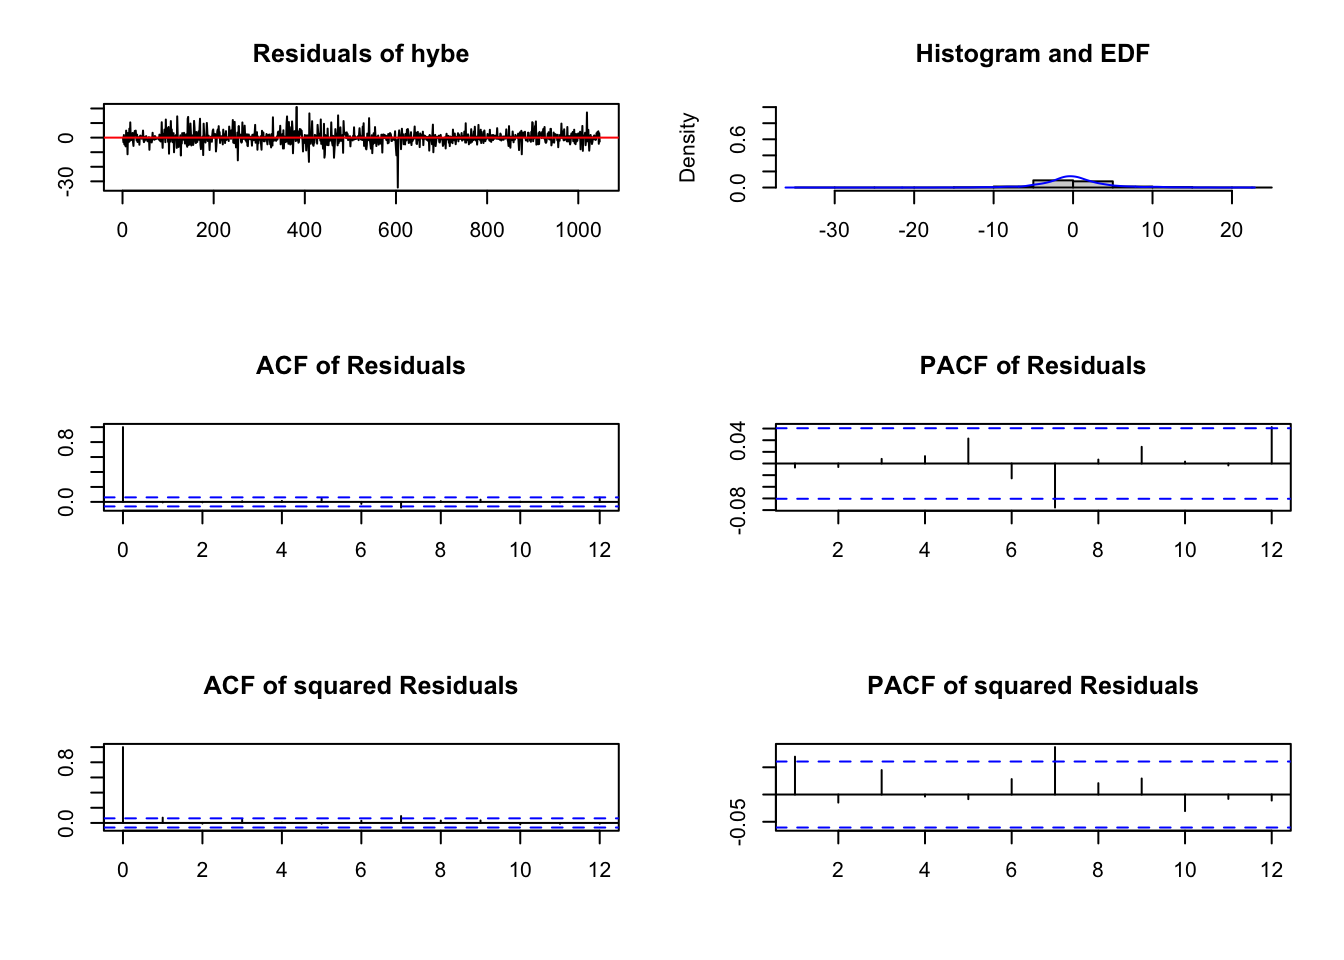 Residuals of hybe
0
-30
0 200 400 600 800 1000
Histogram and EDF
Density
0.6
0.0
-30 -20 -10 0 10 20
ACF of Residuals
0.8
0.0
0 2 4 6 8 10 12
PACF of Residuals
0.04
-0.08
2 4 6 8 10 12
ACF of squared Residuals
0.8
0.0
0 2 4 6 8 10 12
PACF of squared Residuals
-0.05
2 4 6 8 10 12